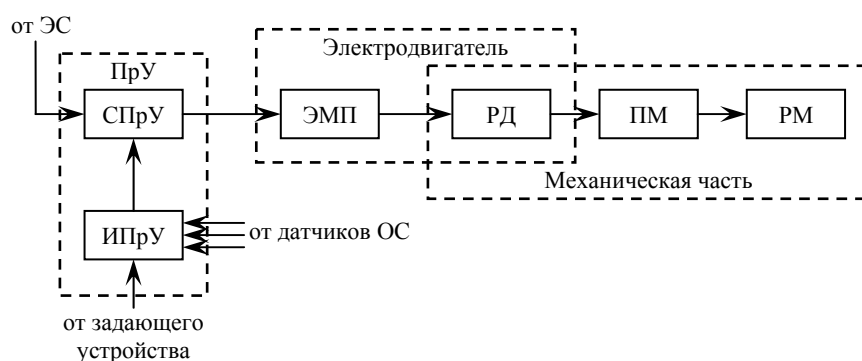 от ЭС
Электродвигатель
ПрУ
СПрУ
ЭМП
РД
ПМ
РМ
Механическая часть
ИПрУ
от датчиков ОС
от задающего
устройства